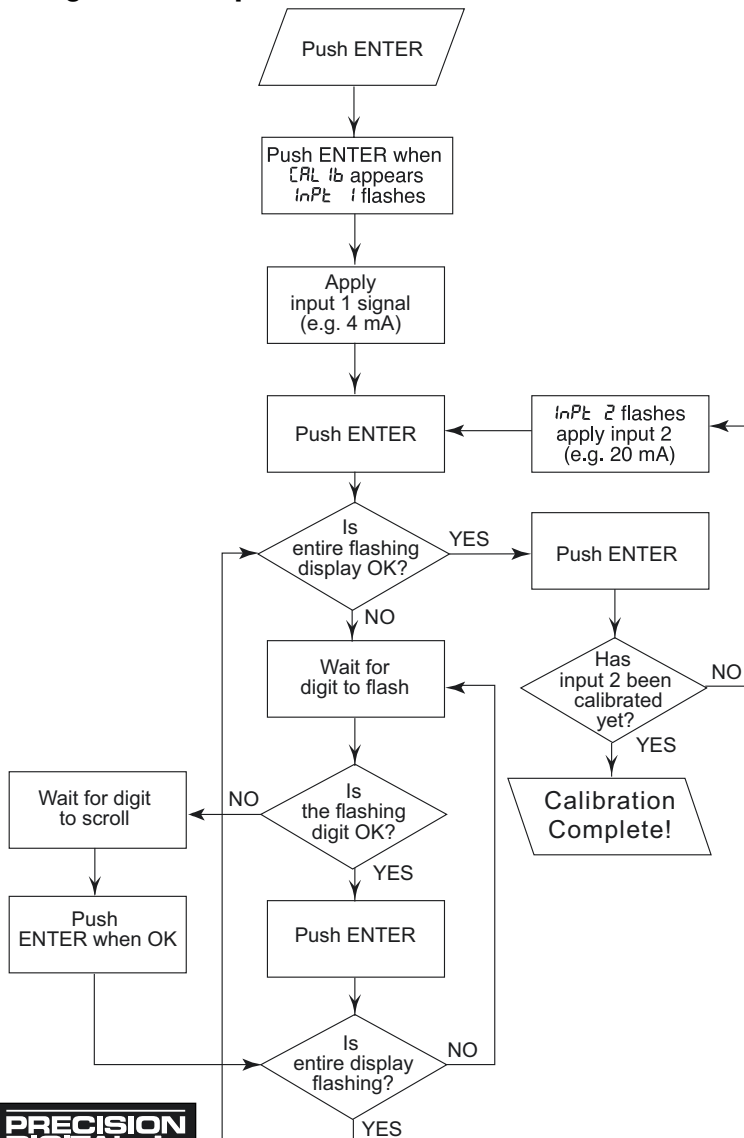 Push ENTER
Push ENTER when
CAL ib appears
InPt 1 flashes
Apply
input 1 signal
(e.g. 4 mA)
Push ENTER
InPt 2 flashes
apply input 2
(e.g. 20 mA)
Is
entire flashing
display OK?
YES
Push ENTER
NO
Wait for
digit to flash
Has
input 2 been
calibrated
yet?
NO
YES
Calibration
Complete!
Is
the flashing
digit OK?
NO
Wait for digit
to scroll
YES
Push
ENTER when OK
Push ENTER
Is
entire display
flashing?
NO
YES
PRECISION